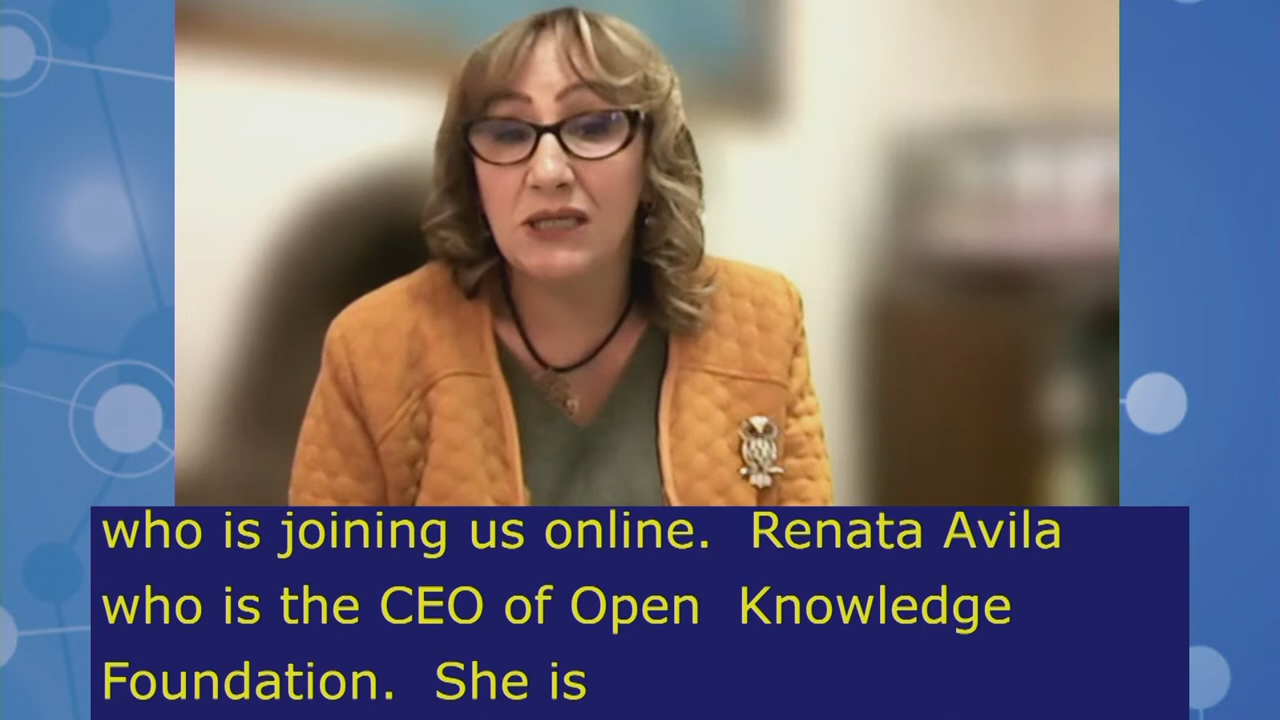 who is joining us online.  Renata Avila
who is the CEO of Open  Knowledge
Foundation.  She is